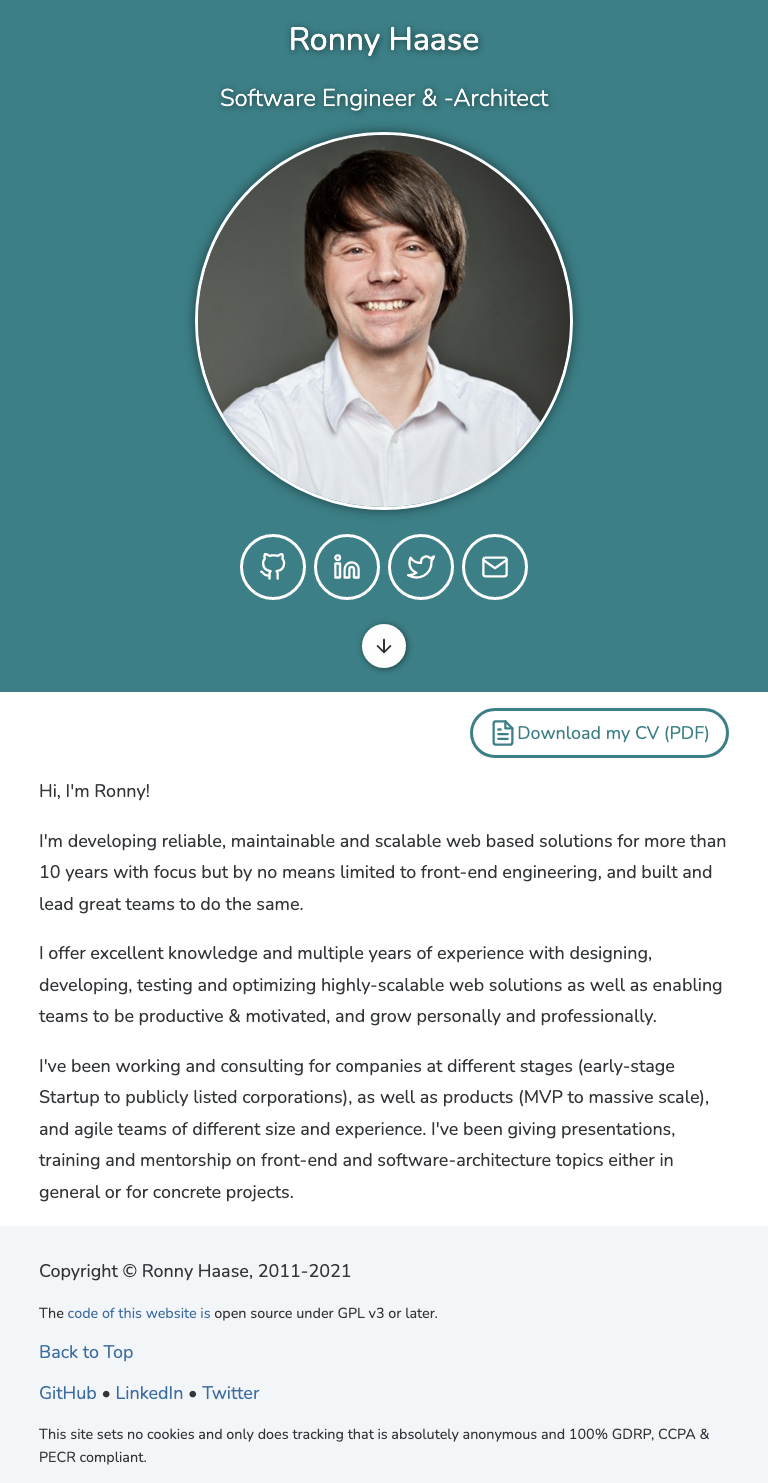 Ronny Haase
Software Engineer & -Architect
Download my CV (PDF)
Hi, I'm Ronny!
I'm developing reliable, maintainable and scalable web based solutions for more than
10 years with focus but by no means limited to front-end engineering, and built and
lead great teams to do the same.
I offer excellent knowledge and multiple years of experience with designing,
developing, testing and optimizing highly-scalable web solutions as well as enabling
teams to be productive & motivated, and grow personally and professionally.
I've been working and consulting for companies at different stages (early-stage
Startup to publicly listed corporations), as well as products (MVP to massive scale),
and agile teams of different size and experience. I've been giving presentations,
training and mentorship on front-end and software-architecture topics either in
general or for concrete projects.
Copyright © Ronny Haase, 2011-2021
The code of this website is open source under GPL v3 or later.
Back to Top
GitHub • LinkedIn • Twitter
This site sets no cookies and only does tracking that is absolutely anonymous and 100% GDRP, CCPA &
PECR compliant.